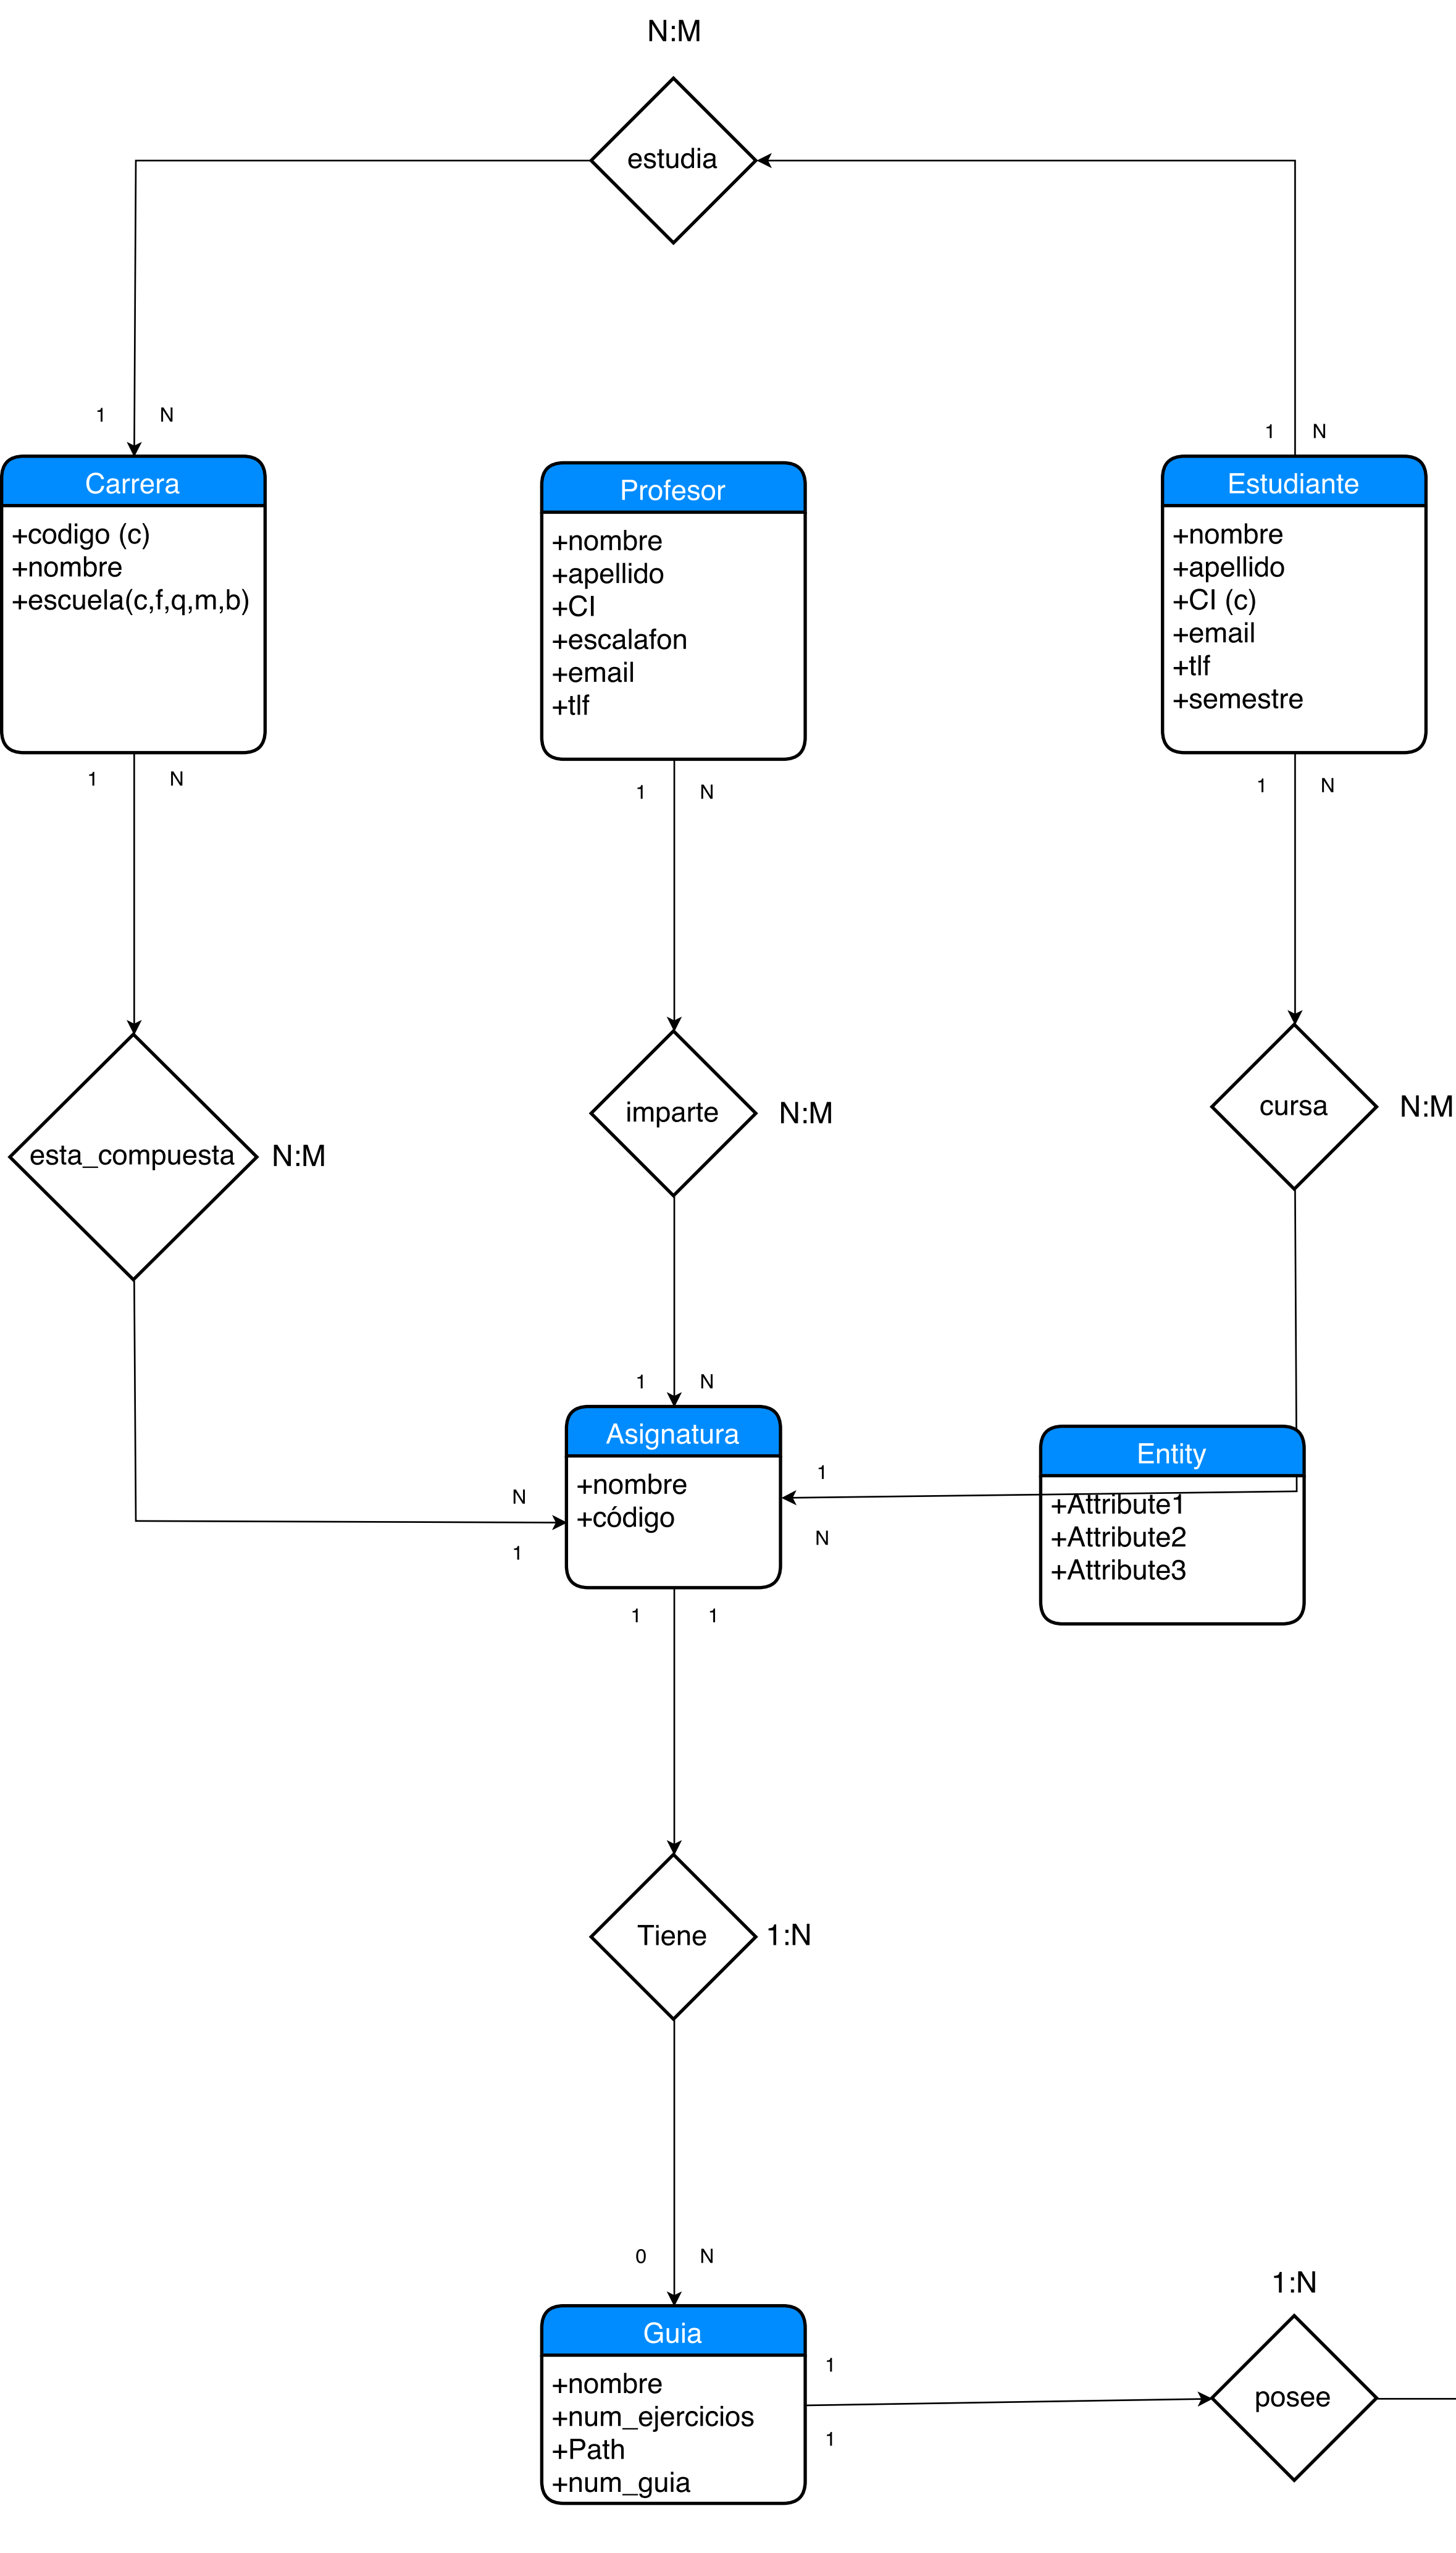 N:M
estudia
1 N
1 N
Carrera
+codigo (c)
+nombre
+escuela(c,f,q,m,b)
Profesor
+nombre
+apellido
+CI
+escalafon
+email
+tlf
Estudiante
+nombre
+apellido
+CI (c)
+email
+tlf
+semestre
1 N
1 N
1 N
esta_compuesta
N:M
imparte
N:M
cursa
N:M
1 N
Asignatura
+nombre
+código
N
1
1
N
Entity
+Attribute1
+Attribute2
+Attribute3
1 1
Tiene
1:N
0 N
Guia
+nombre
+num_ejercicios
+Path
+num_guia
1
1
1:N
posee